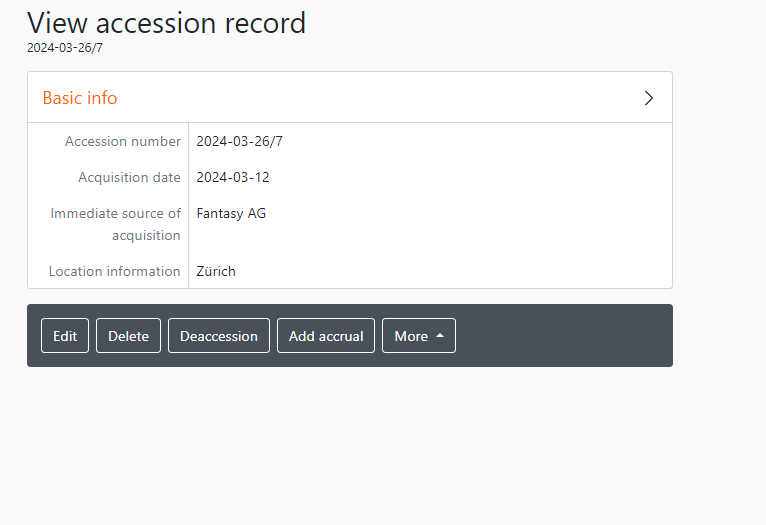 View accession record
2024-03-26/7
Basic info
Accession number 2024-03-26/7
Acquisition date 2024-03-12
Immediate source of Fantasy AG
acquisition
Location information Zürich
Edit Delete Deaccession Add accrual More